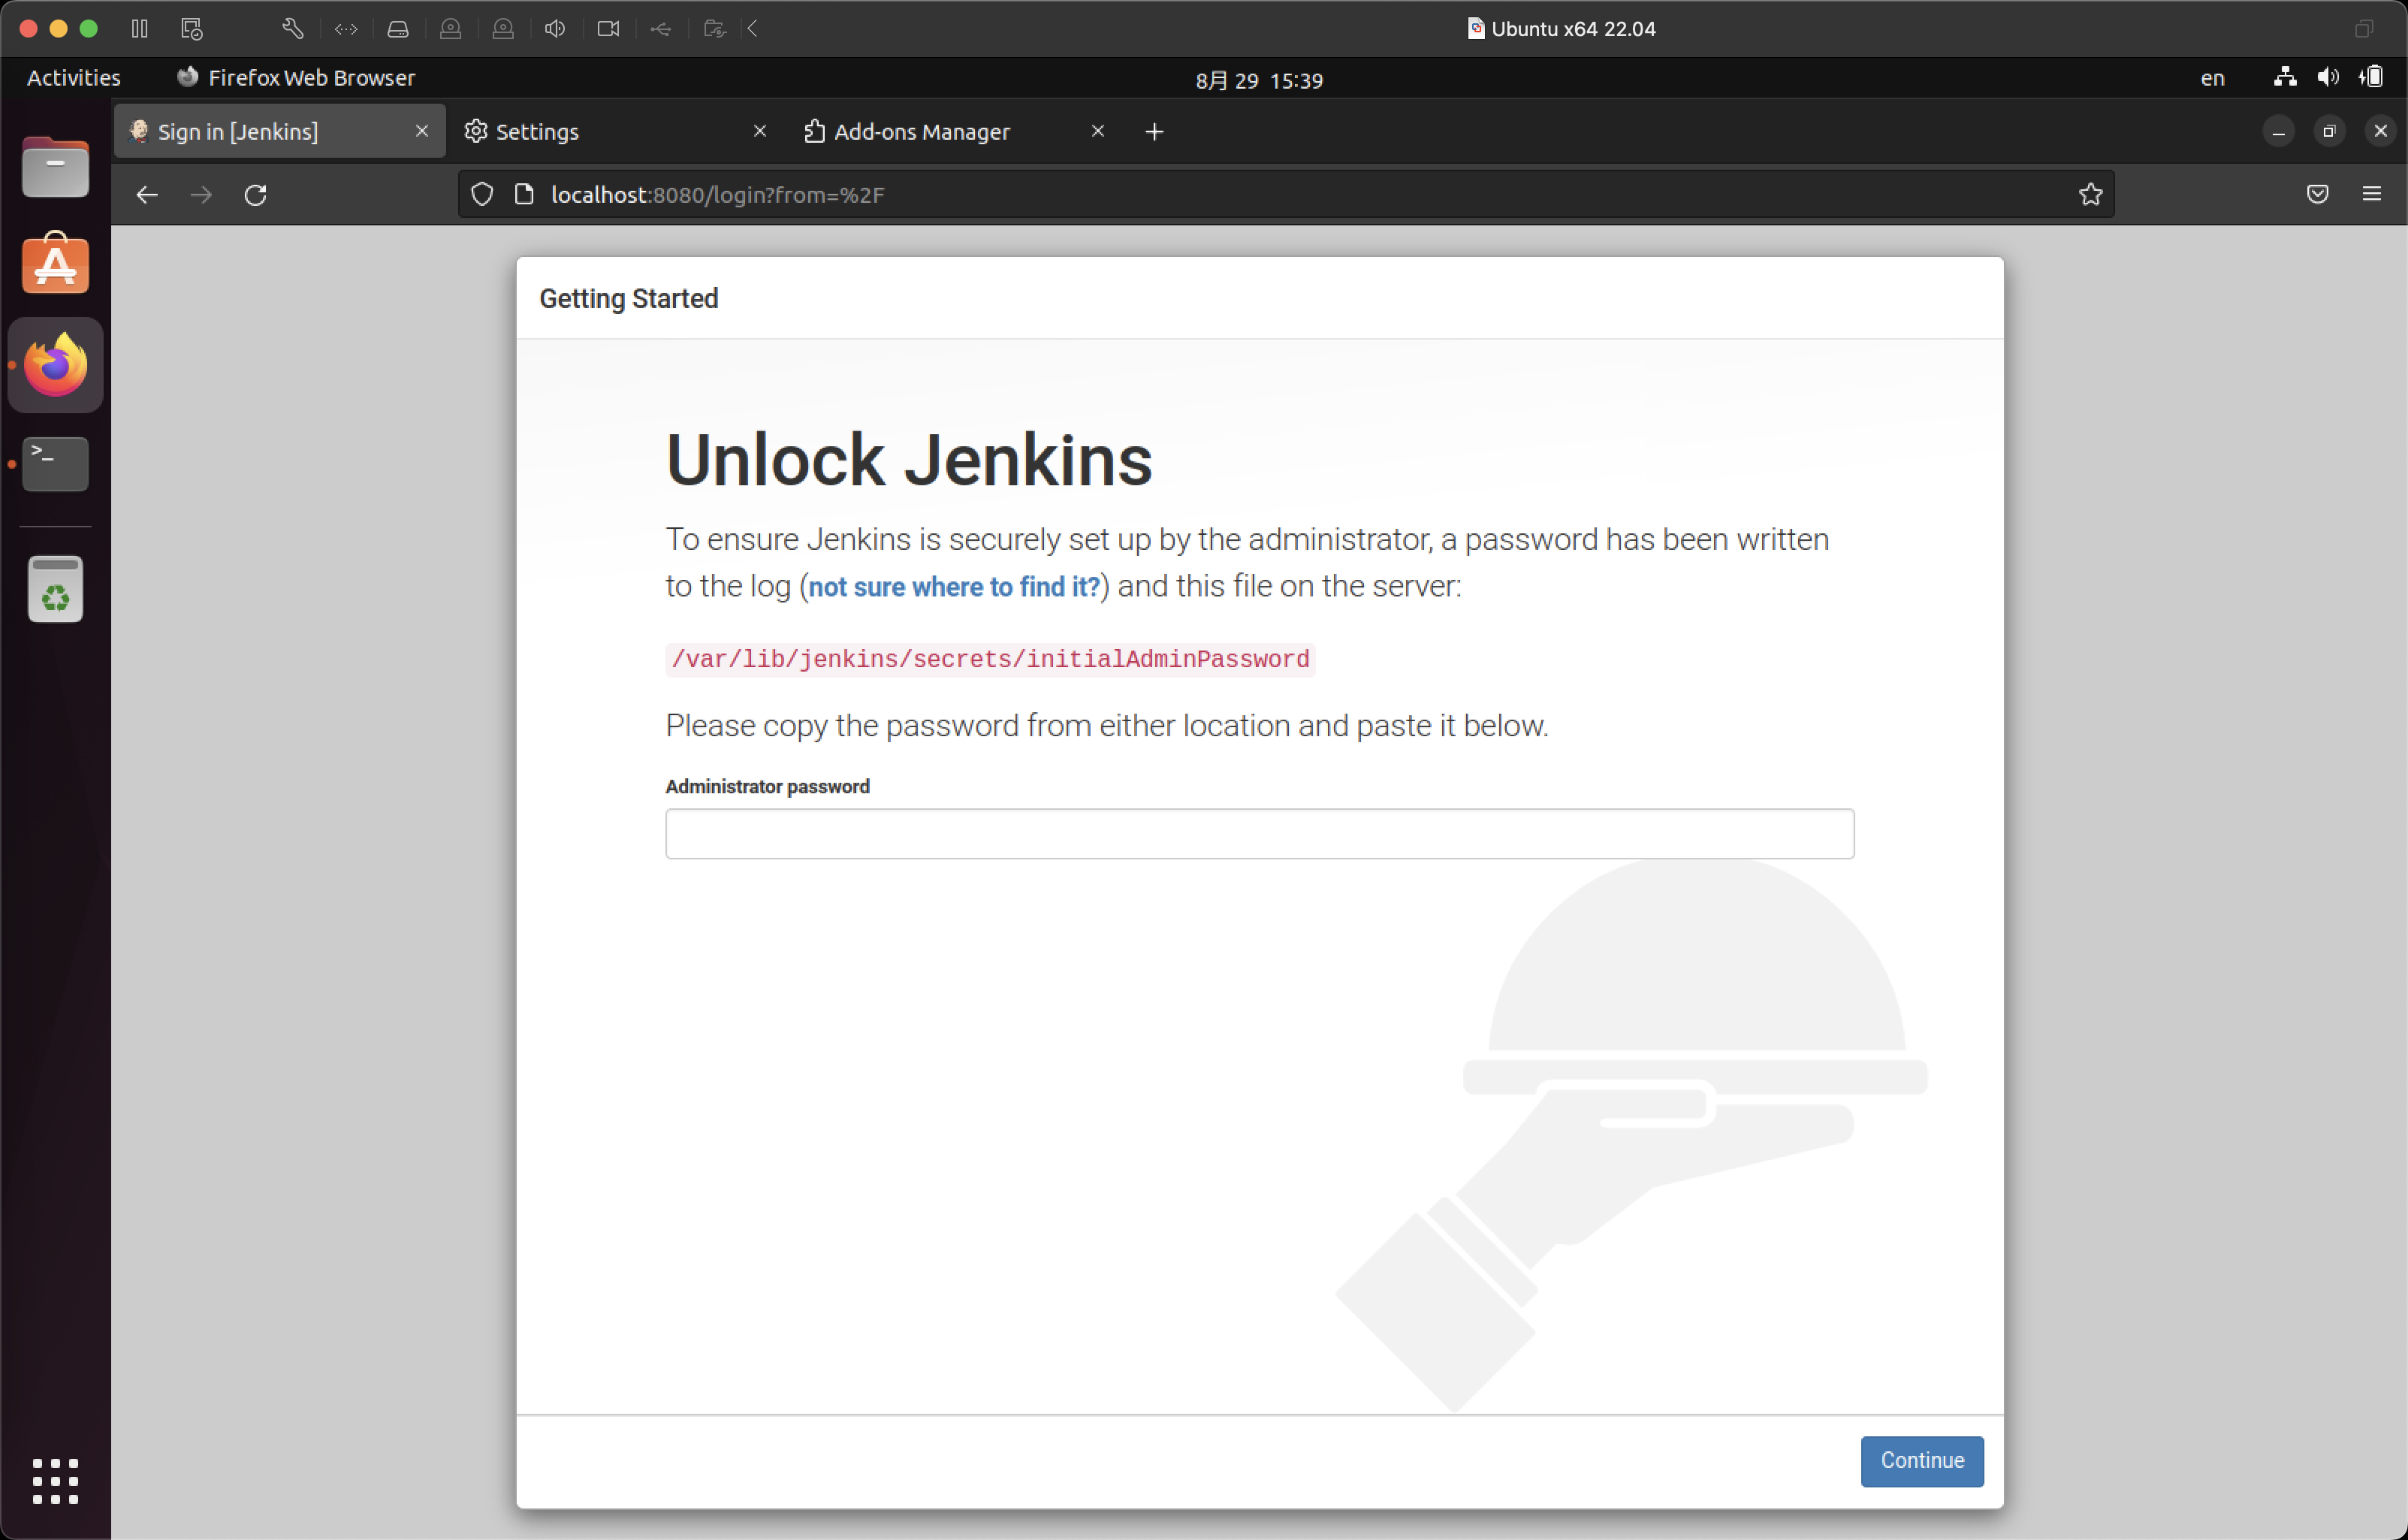 Ubuntu x64 22.04
Activities
Firefox Web Browser
8月 29 15:39
en
Sign in [Jenkins]
Settings
Add-ons Manager
localhost:8080/login?from=%2F
Getting Started
Unlock Jenkins
To ensure Jenkins is securely set up by the administrator, a password has been written
to the log (not sure where to find it?) and this file on the server:
/var/lib/jenkins/secrets/initialAdminPassword
Please copy the password from either location and paste it below.
Administrator password
Continue